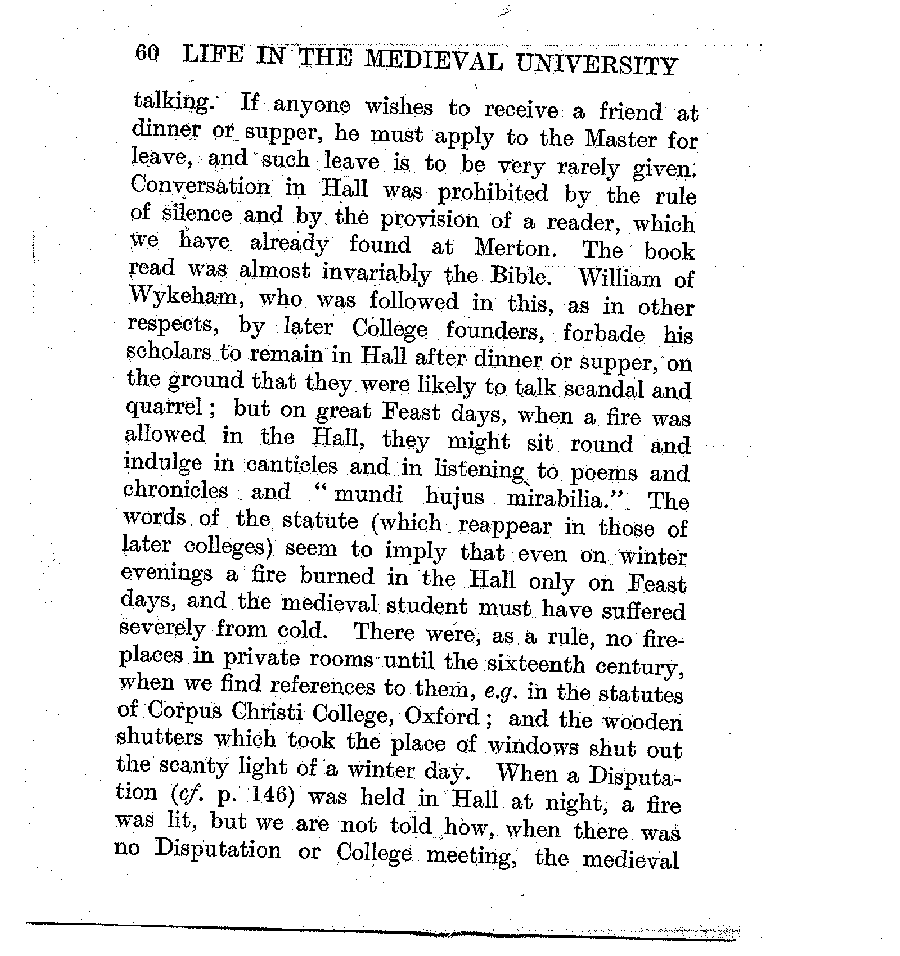 60 LIFE IN THE MEDIEVAL UNIVERSITY
talking. If anyone wishes to receive a friend at
dinner or supper, he must apply to the Master for
leave, and such leave is to be very rarely given.
Conversation in Hall was prohibited by the rule
of silence and by the provision of a reader, which
we have already found at Merton. The book
read was almost invariably the Bible. William of
Wykeham, who was followed in this, as in other
respects, by later College founders, forbade his
scholars to remain in Hall after dinner or supper, on
the ground that they were likely to talk scandal and
quarrel; but on great Feast days, when a fire was
allowed in the Hall, they might sit round and
indulge in canticles and in listening to poems and
chronicles and "mundi hujus mirabilia." The
words of the statute (which reappear in those of
later colleges) seem to imply that even on winter
evenings a fire burned in the Hall only on Feast
days, and the medieval student must have suffered
severely from cold. There were, as a rule, no fire-
places in private rooms until the sixteenth century,
when we find references to them, e.g. in the statutes
of Corpus Christi College, Oxford; and the wooden
shutters which took the place of windows shut out
the scanty light of a winter day. When a Disputa-
tion (cf. p. 146) was held in Hall at night, a fire
was lit, but we are not told how, when there was
no Disputation or College meeting, the medieval